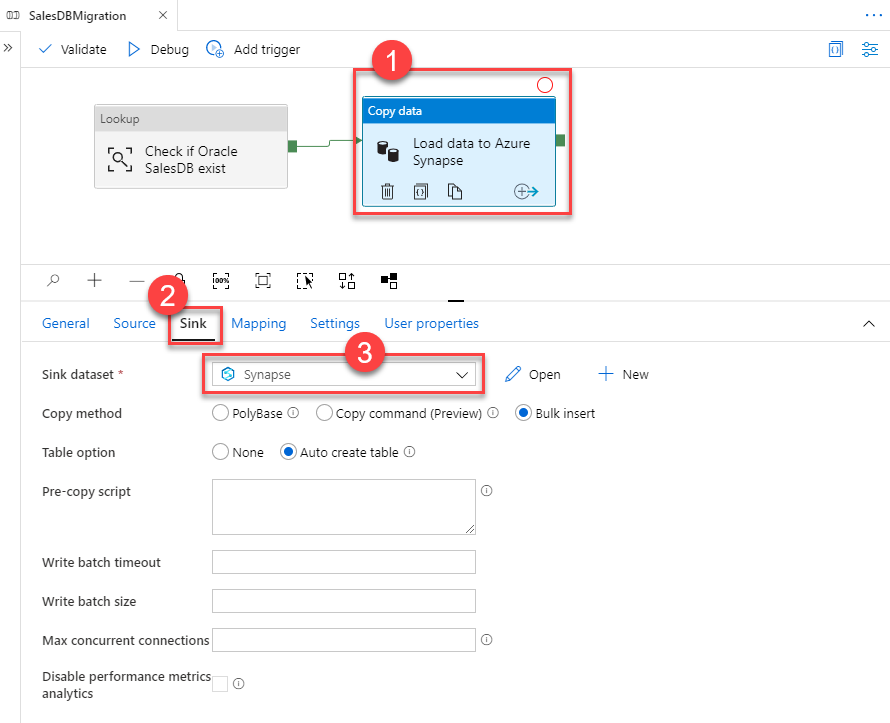 SalesDBMigration
Validate Debug Add trigger
1
Lookup
Check if Oracle
SalesDB exist
Copy data
Load data to Azure
Synapse
100%
2
General Source Sink Mapping Settings User properties
3
Sink dataset * Synapse Open New
Copy method PolyBase Copy command (Preview) Bulk insert
Table option None Auto create table
Pre-copy script
Write batch timeout
Write batch size
Max concurrent connections
Disable performance metrics
analytics